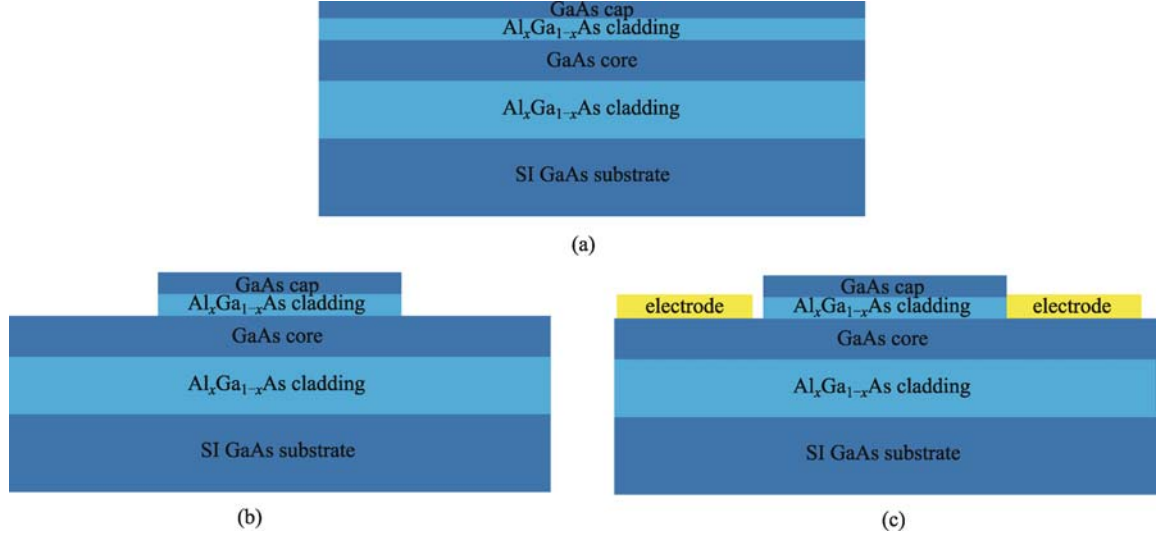 GaAs cap
AlₓGa₁₋ₓAs cladding
GaAs core
AlₓGa₁₋ₓAs cladding
SI GaAs substrate
(a)
GaAs cap
AlₓGa₁₋ₓAs cladding
GaAs core
AlₓGa₁₋ₓAs cladding
SI GaAs substrate
(b)
GaAs cap
electrode AlₓGa₁₋ₓAs cladding electrode
GaAs core
AlₓGa₁₋ₓAs cladding
SI GaAs substrate
(c)